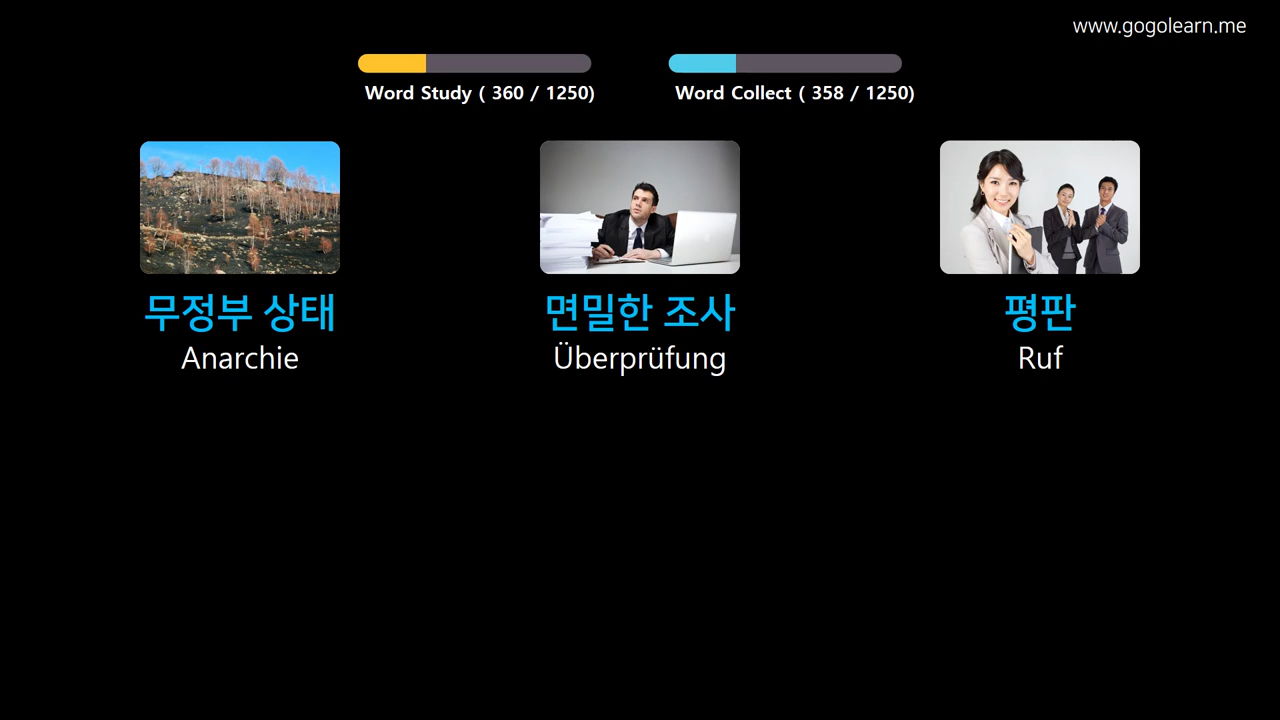 www.gogolearn.me
Word Study ( 360 / 1250)
Word Collect ( 358 / 1250)
무정부 상태
Anarchie
면밀한 조사
Überprüfung
평판
Ruf